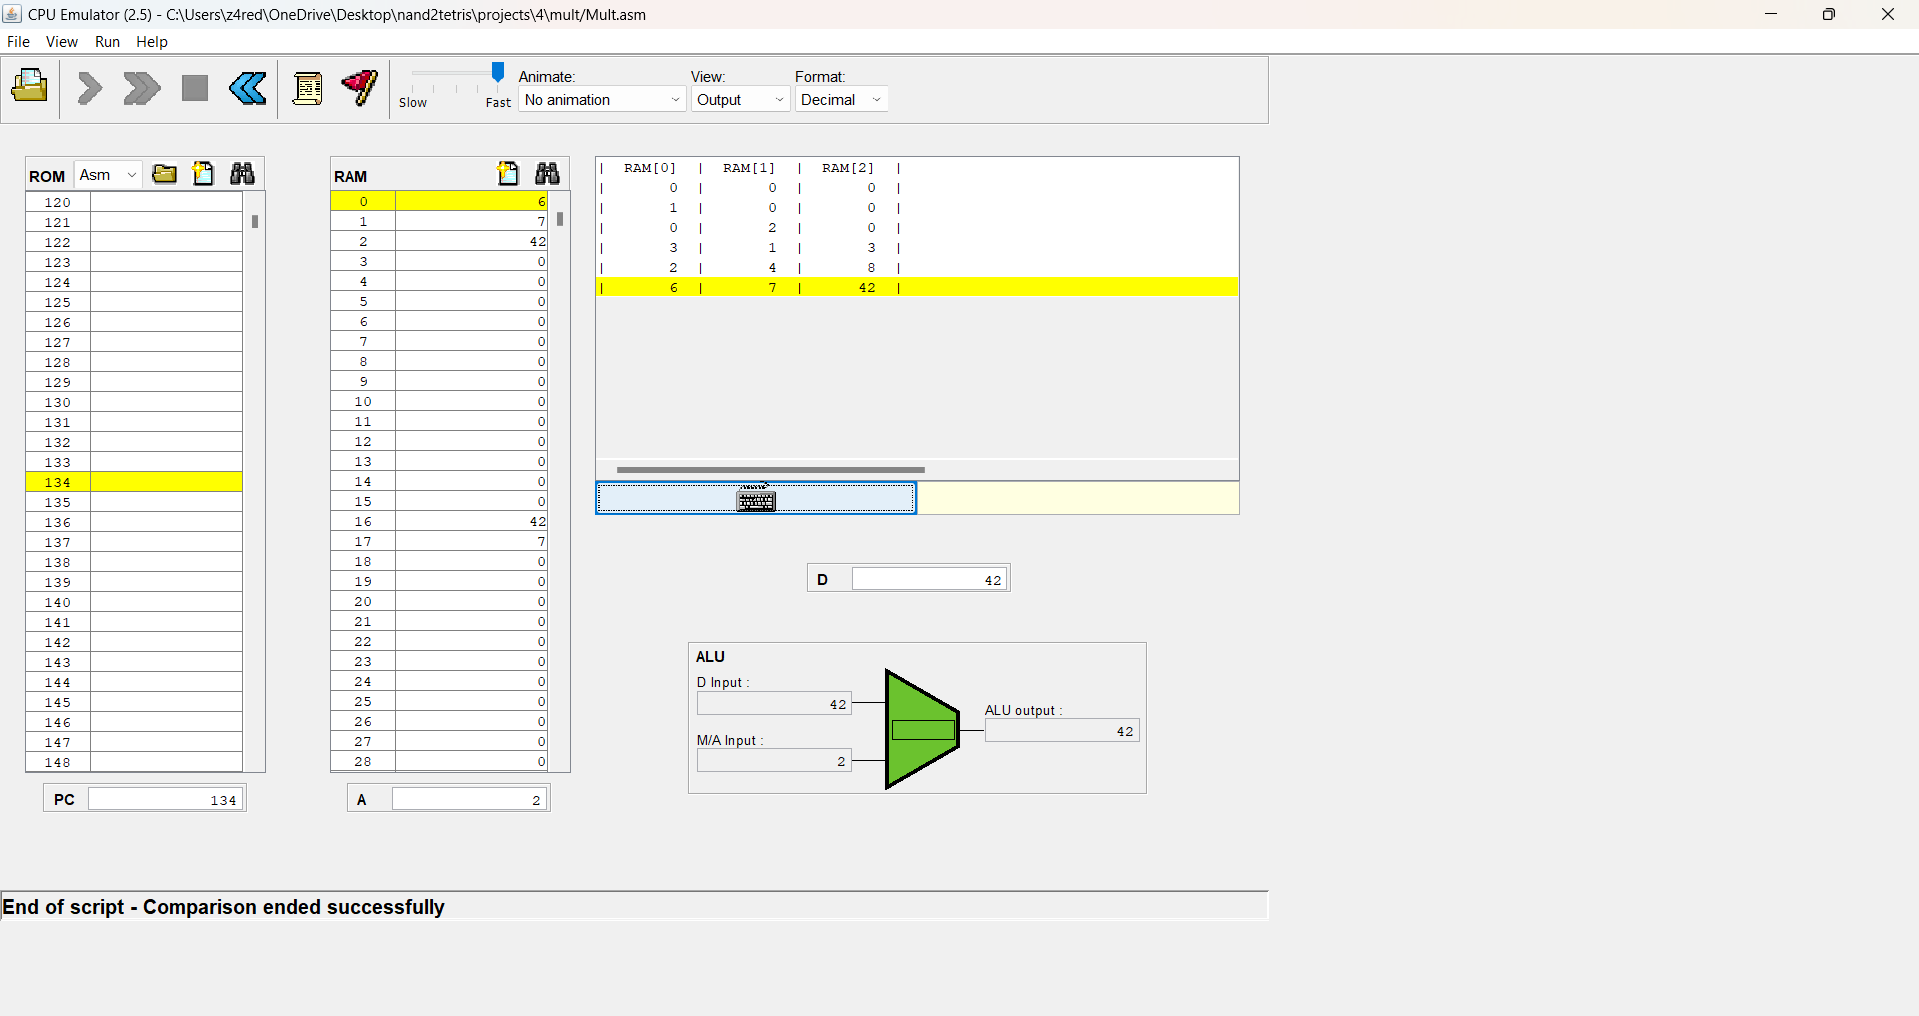 CPU Emulator (2.5) - C:\Users\z4red\OneDrive\Desktop\nand2tetris\projects\4\mult/Mult.asm
File View Run Help
Slow Fast
Animate:
No animation
View:
Output
Format:
Decimal
ROM Asm
120
121
122
123
124
125
126
127
128
129
130
131
132
133
134
135
136
137
138
139
140
141
142
143
144
145
146
147
148
PC 134
RAM
0 6
1 7
2 42
3 0
4 0
5 0
6 0
7 0
8 0
9 0
10 0
11 0
12 0
13 0
14 0
15 0
16 42
17 7
18 0
19 0
20 0
21 0
22 0
23 0
24 0
25 0
26 0
27 0
28 0
A 2
| RAM[0] | RAM[1] | RAM[2] |
| 0 | 0 | 0 |
| 1 | 0 | 0 |
| 0 | 2 | 0 |
| 3 | 1 | 3 |
| 2 | 4 | 8 |
| 6 | 7 | 42 |
D 42
ALU
D Input :
42
M/A Input :
2
ALU output :
42
End of script - Comparison ended successfully